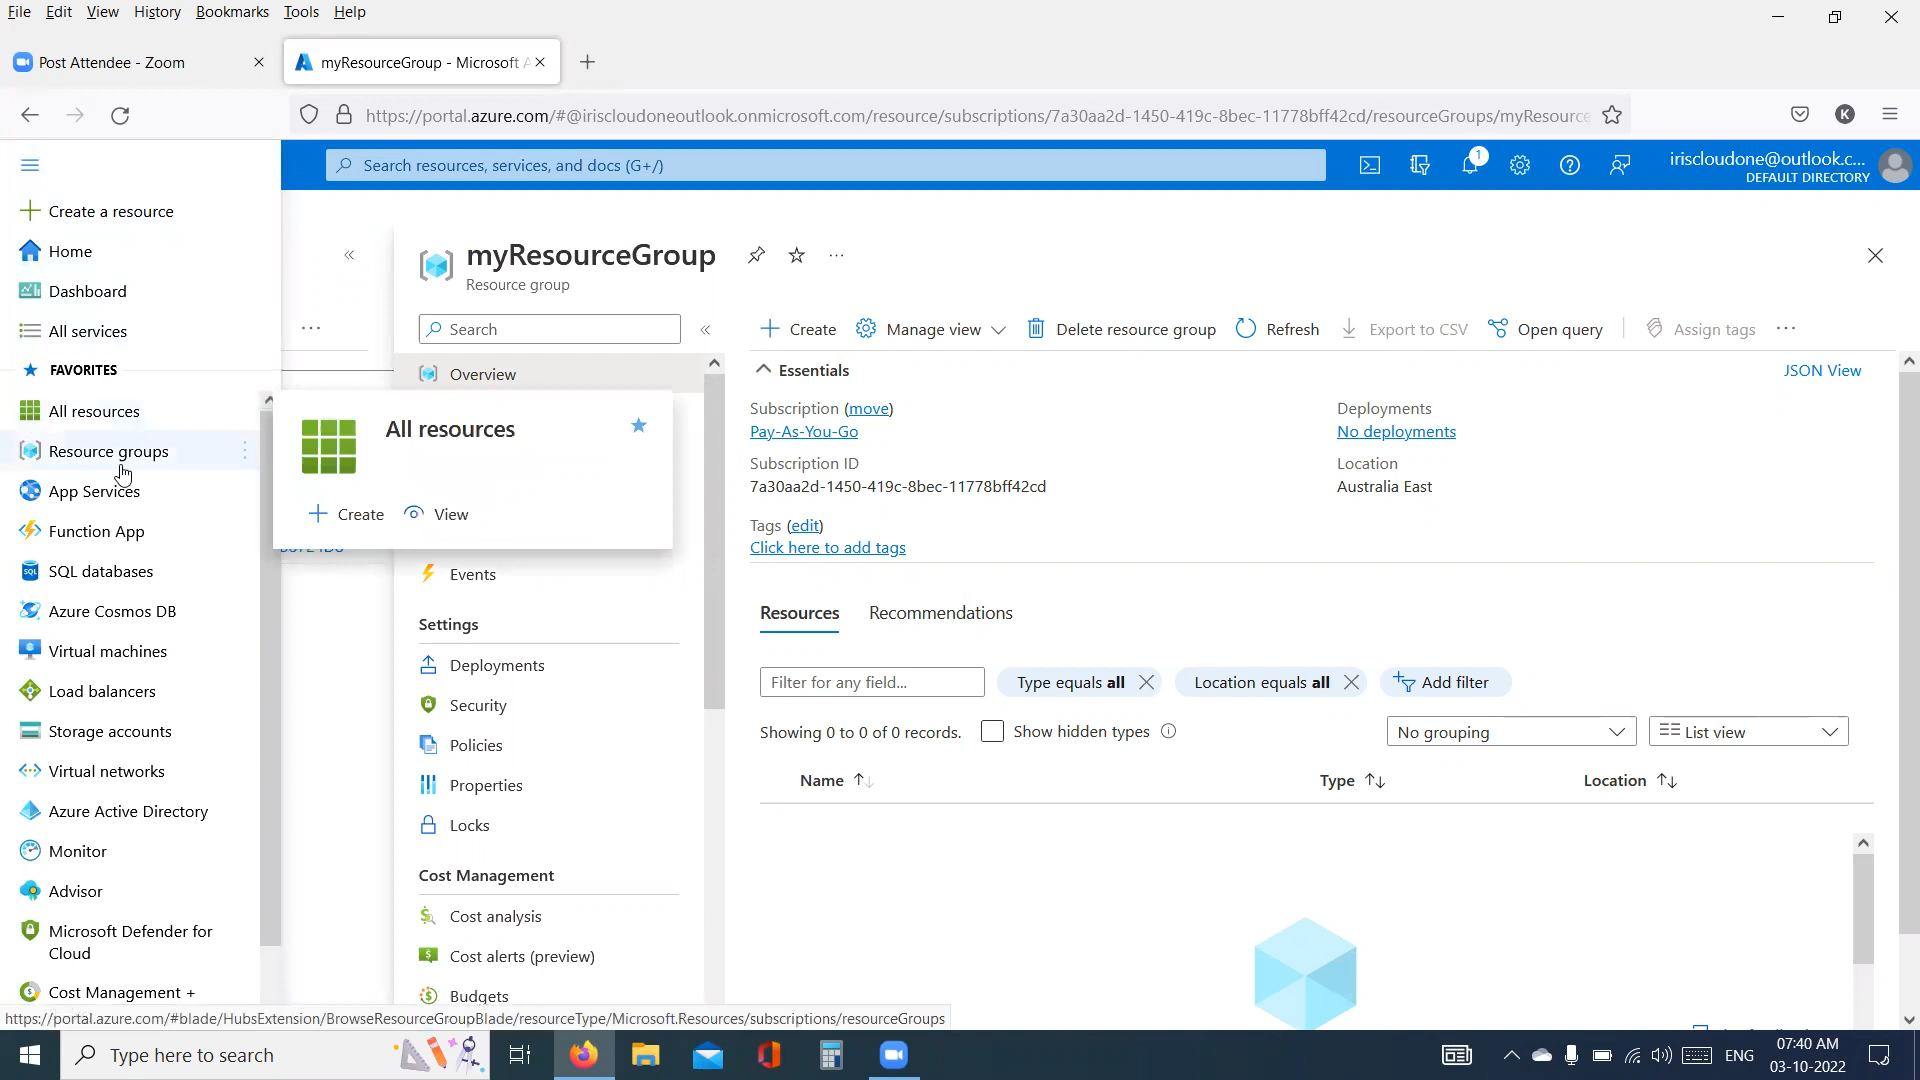 File Edit View History Bookmarks Tools Help
Post Attendee - Zoom
myResourceGroup - Microsoft A
https://portal.azure.com/#@iriscloudoneoutlook.onmicrosoft.com/resource/subscriptions/7a30aa2d-1450-419c-8bec-11778bff42cd/resourceGroups/myResource
K
Search resources, services, and docs (G+/)
1
iriscloudone@outlook.c...
DEFAULT DIRECTORY
Create a resource
Home
Dashboard
All services
FAVORITES
All resources
Resource groups
App Services
Function App
SQL databases
Azure Cosmos DB
Virtual machines
Load balancers
Storage accounts
Virtual networks
Azure Active Directory
Monitor
Advisor
Microsoft Defender for
Cloud
Cost Management +
All resources
Create View
myResourceGroup
Resource group
Search
Overview
Events
Settings
Deployments
Security
Policies
Properties
Locks
Cost Management
Cost analysis
Cost alerts (preview)
Budgets
Create Manage view Delete resource group Refresh Export to CSV Open query Assign tags
Essentials
JSON View
Subscription (move)
Pay-As-You-Go
Subscription ID
7a30aa2d-1450-419c-8bec-11778bff42cd
Tags (edit)
Click here to add tags
Deployments
No deployments
Location
Australia East
Resources Recommendations
Filter for any field...
Type equals all
Location equals all
Add filter
Showing 0 to 0 of 0 records.
Show hidden types
No grouping
List view
Name Type Location
https://portal.azure.com/#blade/HubsExtension/BrowseResourceGroupBlade/resourceType/Microsoft.Resources/subscriptions/resourceGroups
Type here to search
ENG
07:40 AM
03-10-2022